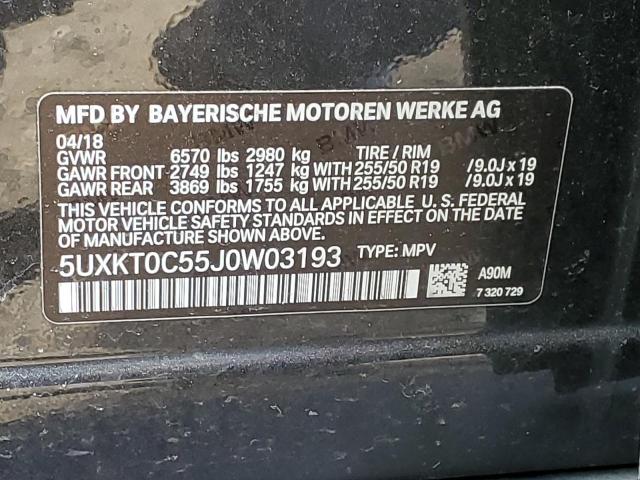 MFD BY BAYERISCHE MOTOREN WERKE AG
04/18
GVWR 6570 lbs 2980 kg TIRE / RIM
GAWR FRONT 2749 lbs 1247 kg WITH 255/50 R19 /9.0J x 19
GAWR REAR 3869 lbs 1755 kg WITH 255/50 R19 /9.0J x 19
THIS VEHICLE CONFORMS TO ALL APPLICABLE U. S. FEDERAL
MOTOR VEHICLE SAFETY STANDARDS IN EFFECT ON THE
DATE OF MANUFACTURE SHOWN ABOVE.
5UXKT0C55J0W03193 TYPE: MPV
A90M
7 320 729